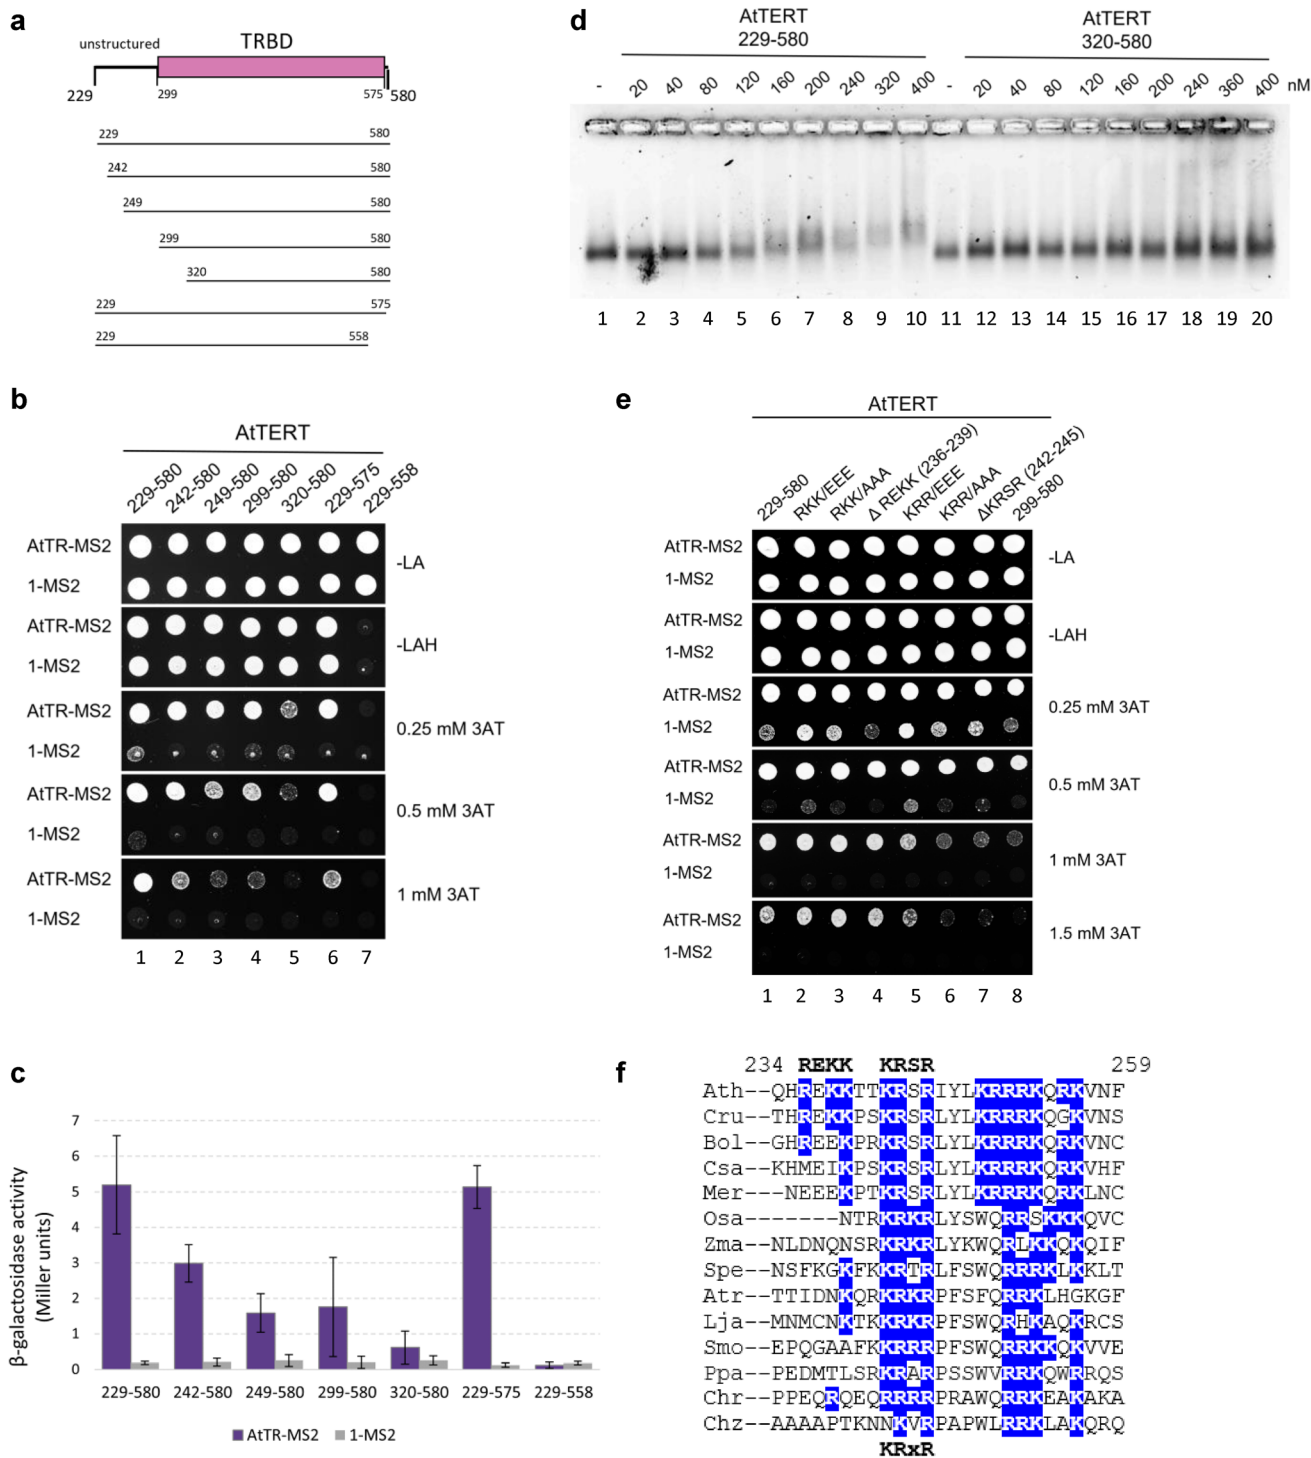 a
unstructured
TRBD
229
299
575
580
229 580
242 580
249 580
299 580
320 580
229 575
229 558
b
AtTERT
229-580 242-580 249-580 299-580 320-580 229-575 229-558
AtTR-MS2
1-MS2
-LA
AtTR-MS2
1-MS2
-LAH
AtTR-MS2
1-MS2
0.25 mM 3AT
AtTR-MS2
1-MS2
0.5 mM 3AT
AtTR-MS2
1-MS2
1 mM 3AT
1 2 3 4 5 6 7
c
β-galactosidase activity
(Miller units)
7
6
5
4
3
2
1
0
229-580 242-580 249-580 299-580 320-580 229-575 229-558
AtTR-MS2 1-MS2
d
AtTERT
229-580
AtTERT
320-580
- 20 40 80 120 160 200 240 320 400 - 20 40 80 120 160 200 240 360 400 nM
1 2 3 4 5 6 7 8 9 10 11 12 13 14 15 16 17 18 19 20
e
AtTERT
229-580 RKK/EEE RKK/AAA Δ REKK (236-239) KRR/EEE KRR/AAA ΔKRSR (242-245) 299-580
AtTR-MS2
1-MS2
-LA
AtTR-MS2
1-MS2
-LAH
AtTR-MS2
1-MS2
0.25 mM 3AT
AtTR-MS2
1-MS2
0.5 mM 3AT
AtTR-MS2
1-MS2
1 mM 3AT
AtTR-MS2
1-MS2
1.5 mM 3AT
1 2 3 4 5 6 7 8
f
234 REKK KRSR 259
Ath--QHREKKTTKRSRIYLKRRRKQRKVNF
Cru--THREKKPSKRSRLYLKRRRKQGKVNS
Bol--GHREEKPRKRSRLYLKRRRKQRKVNC
Csa--KHMEIKPSKRSRLYLKRRRKQRKVHF
Mer---NEEEKPTKRSRLYLKRRRKQRKLNC
Osa-------NTRKRKRLYSWQRRSKKKQVC
Zma--NLDNQNSRKRKRLYKWQRLKKQKQIF
Spe--NSFKGKFKKRTRLFSWQRRRKLKKLT
Atr--TTIDNKQRKRKRPFSFQRRKLHGKGF
Lja--MNMCNKTKKRKRPFSWQRHKAQKRCS
Smo--EPQGAAFKKRRRPFSWQRRKKQKVVE
Ppa--PEDMTLSRKRARPSSWVRRKQWRRQS
Chr--PPEQRQEQRRRRPRAWQRRKEAKAKA
Chz--AAAAPTKNNKVRPAPWLRRKLAKQRQ
KRxR